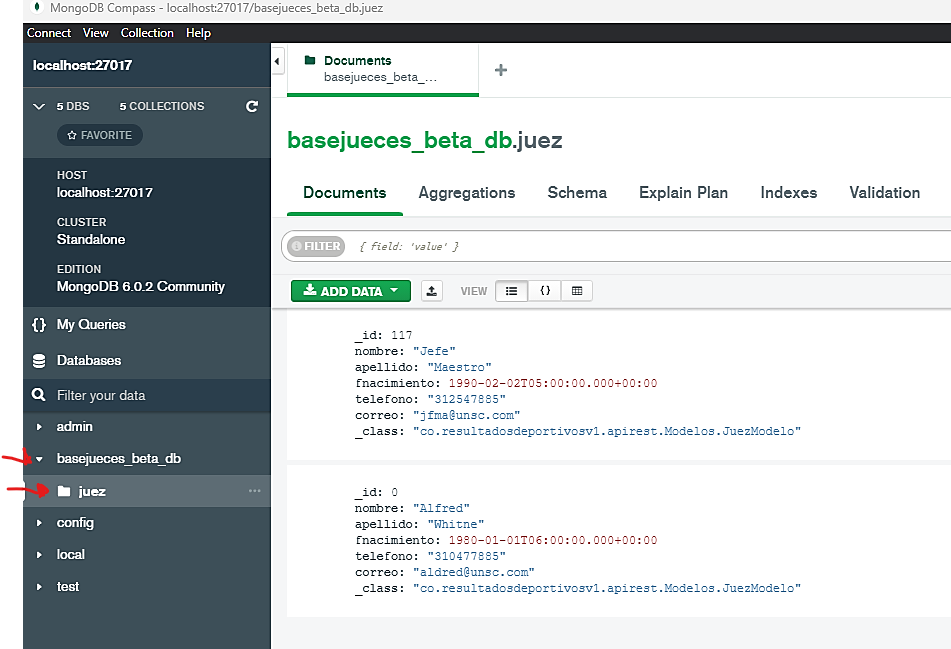 MongoDB Compass - localhost:27017/basejueces_beta_db.juez
Connect View Collection Help
localhost:27017
5 DBS 5 COLLECTIONS
FAVORITE
HOST
localhost:27017
CLUSTER
Standalone
EDITION
MongoDB 6.0.2 Community
{} My Queries
Databases
Filter your data
admin
basejueces_beta_db
juez ...
config
local
test
Documents
basejueces_beta_...
+
basejueces_beta_db.juez
Documents Aggregations Schema Explain Plan Indexes Validation
FILTER { field: 'value' }
ADD DATA VIEW {}
_id: 117
nombre: "Jefe"
apellido: "Maestro"
fnacimiento: 1990-02-02T05:00:00.000+00:00
telefono: "312547885"
correo: "jfma@unsc.com"
_class: "co.resultadosdeportivosv1.apirest.Modelos.JuezModelo"
_id: 0
nombre: "Alfred"
apellido: "Whitne"
fnacimiento: 1980-01-01T06:00:00.000+00:00
telefono: "310477885"
correo: "aldred@unsc.com"
_class: "co.resultadosdeportivosv1.apirest.Modelos.JuezModelo"